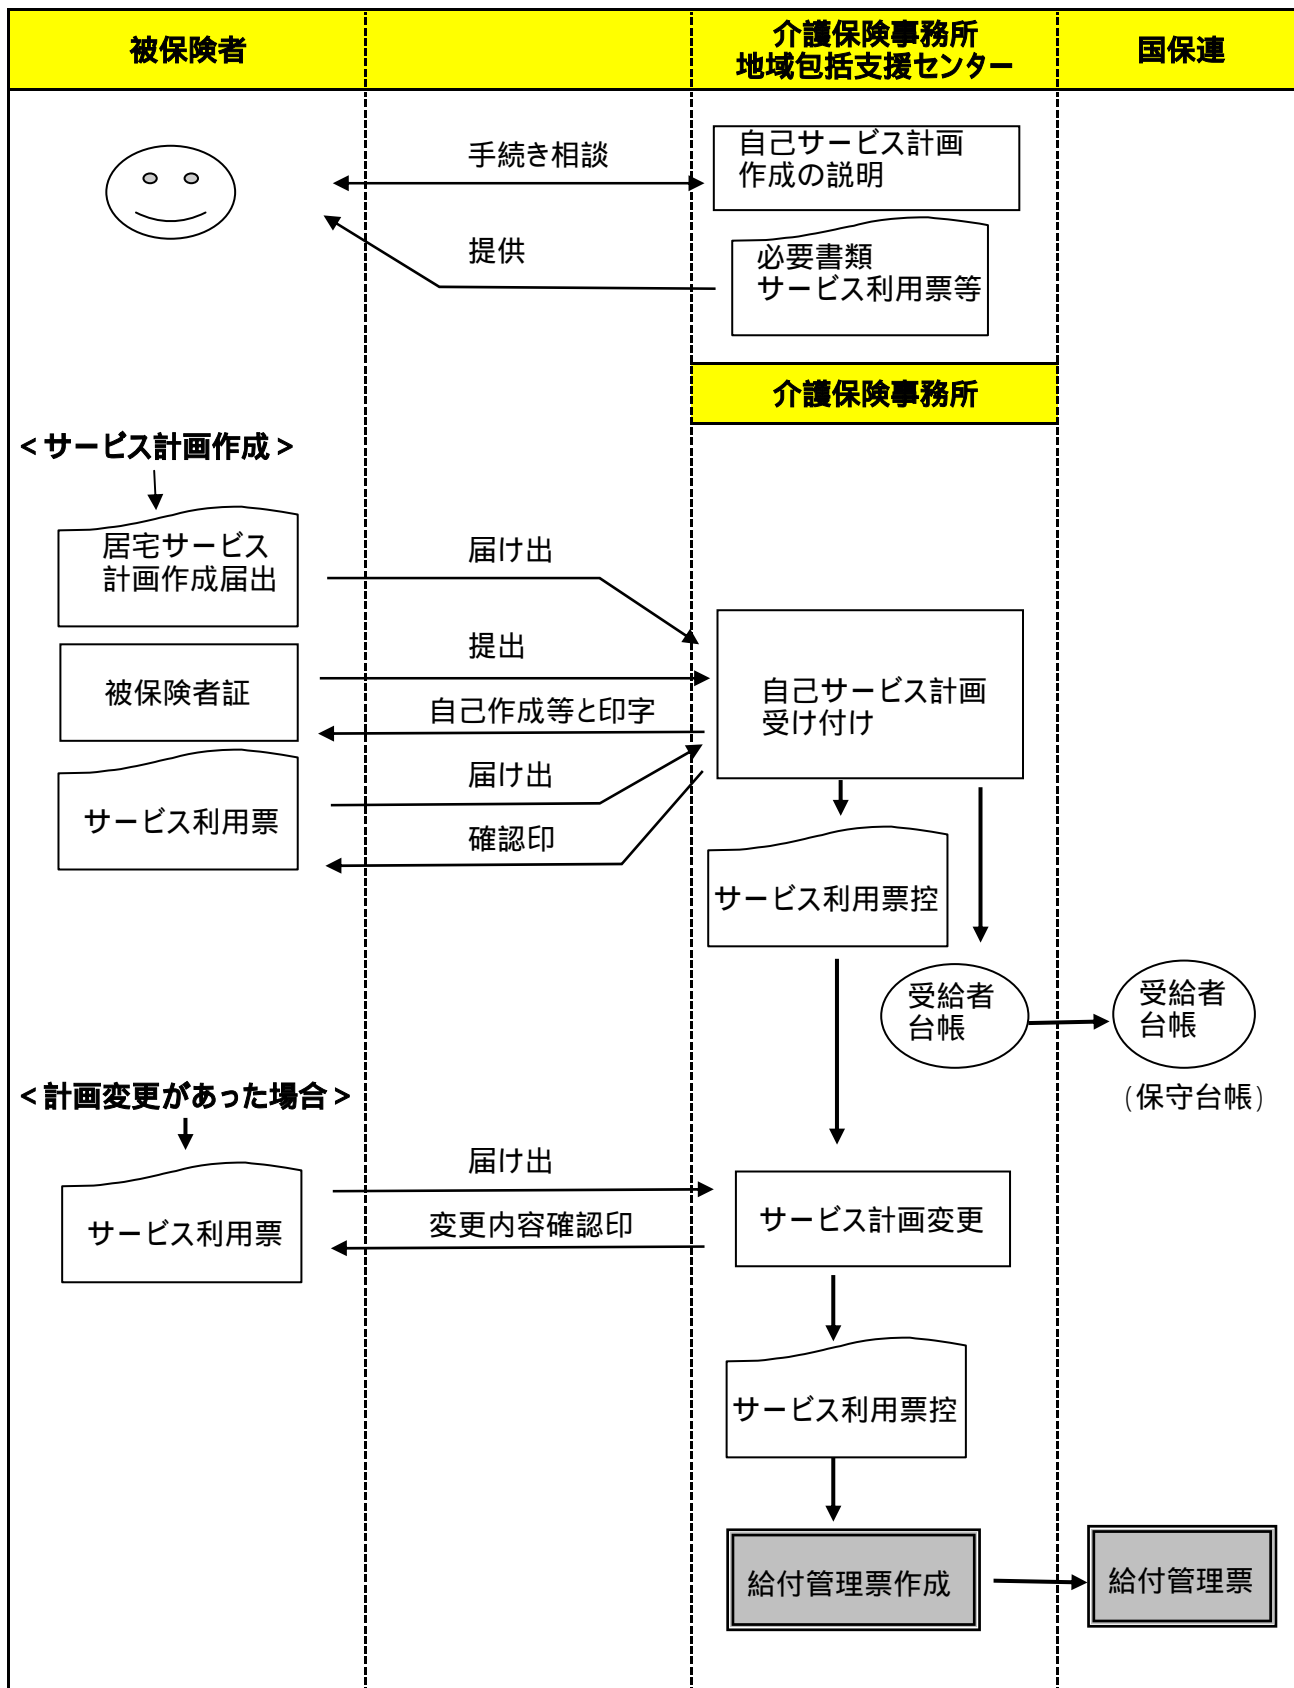 被保険者
介護保険事務所
地域包括支援センター
国保連
手続き相談
自己サービス計画
作成の説明
提供
必要書類
サービス利用票等
介護保険事務所
<サービス計画作成>
居宅サービス
計画作成届出
届け出
提出
被保険者証
自己作成等と印字
自己サービス計画
受け付け
届け出
サービス利用票
確認印
サービス利用票控
受給者
台帳
受給者
台帳
(保守台帳)
<計画変更があった場合>
届け出
サービス利用票
変更内容確認印
サービス計画変更
サービス利用票控
給付管理票作成
給付管理票